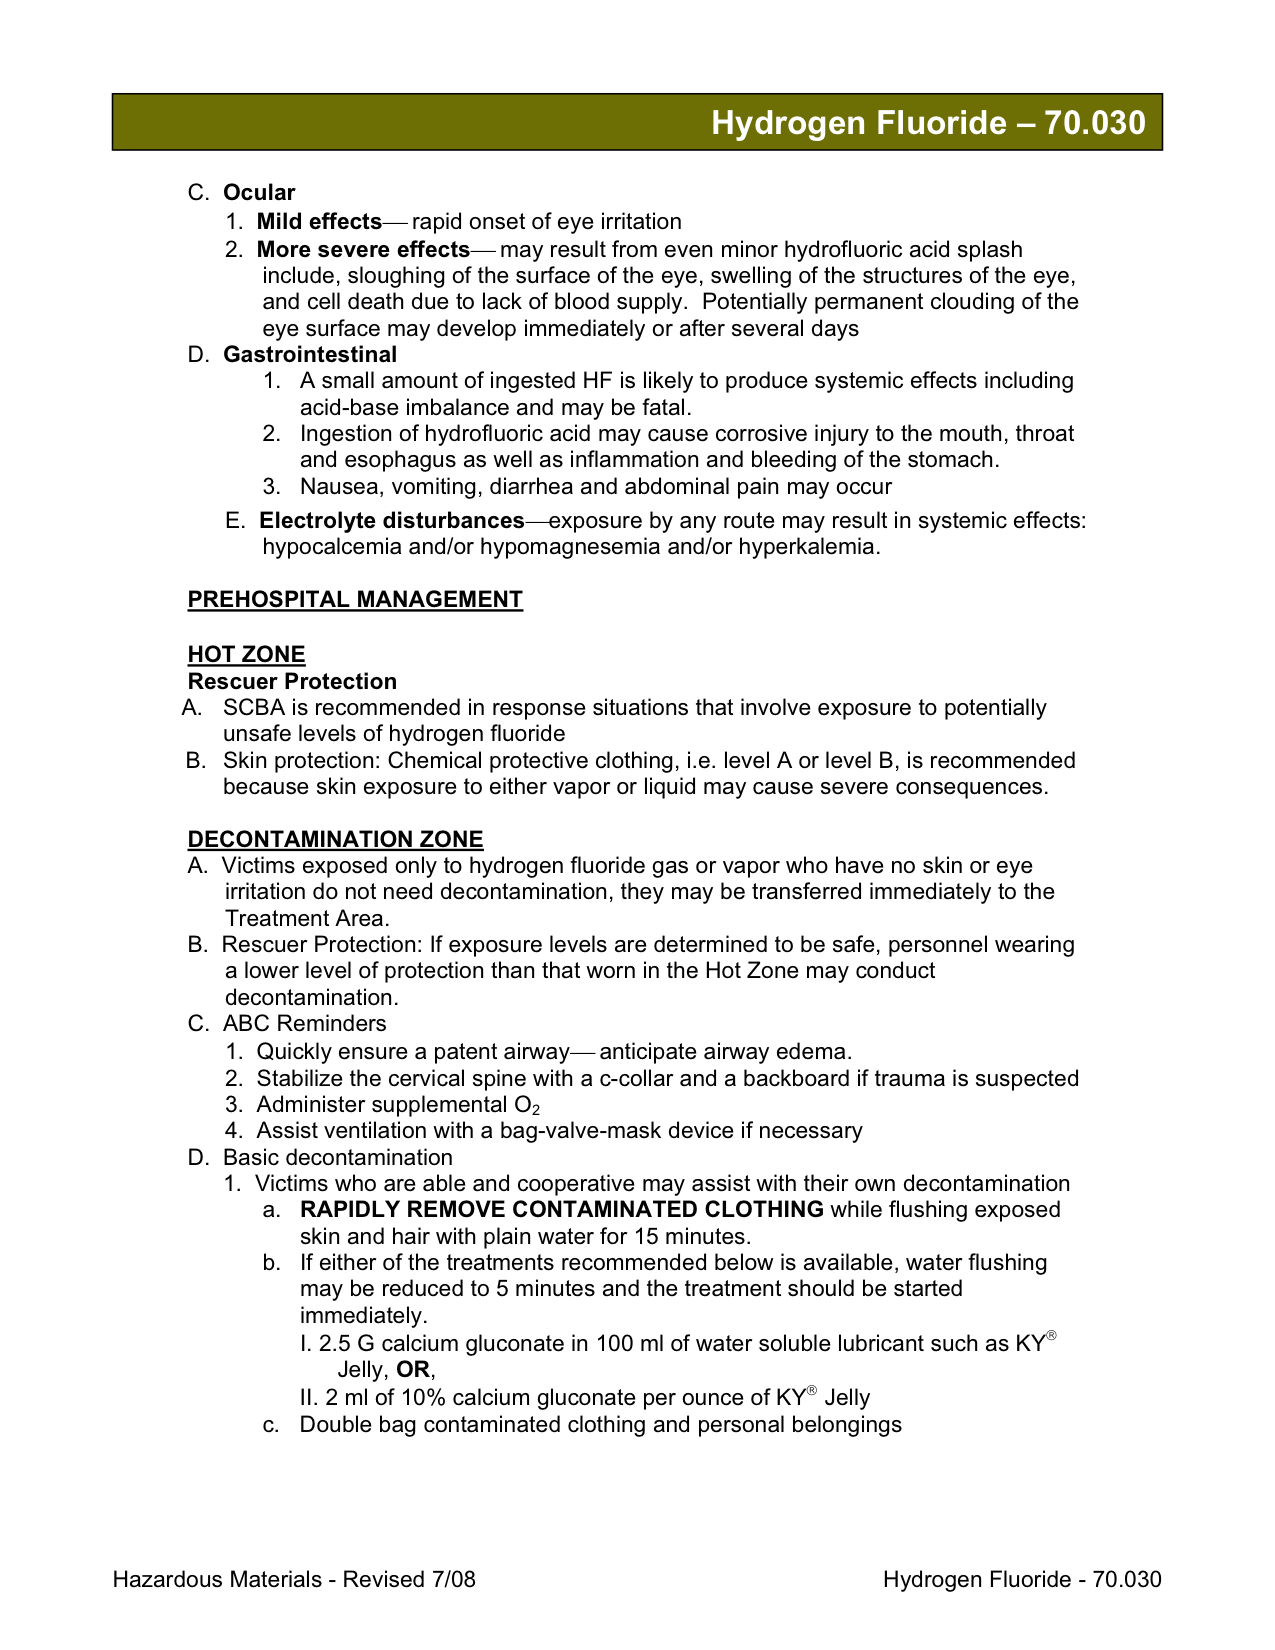 Hydrogen Fluoride – 70.030
C. Ocular
1. Mild effects— rapid onset of eye irritation
2. More severe effects— may result from even minor hydrofluoric acid splash
include, sloughing of the surface of the eye, swelling of the structures of the eye,
and cell death due to lack of blood supply. Potentially permanent clouding of the
eye surface may develop immediately or after several days
D. Gastrointestinal
1. A small amount of ingested HF is likely to produce systemic effects including
acid-base imbalance and may be fatal.
2. Ingestion of hydrofluoric acid may cause corrosive injury to the mouth, throat
and esophagus as well as inflammation and bleeding of the stomach.
3. Nausea, vomiting, diarrhea and abdominal pain may occur
E. Electrolyte disturbances—exposure by any route may result in systemic effects:
hypocalcemia and/or hypomagnesemia and/or hyperkalemia.
PREHOSPITAL MANAGEMENT
HOT ZONE
Rescuer Protection
A. SCBA is recommended in response situations that involve exposure to potentially
unsafe levels of hydrogen fluoride
B. Skin protection: Chemical protective clothing, i.e. level A or level B, is recommended
because skin exposure to either vapor or liquid may cause severe consequences.
DECONTAMINATION ZONE
A. Victims exposed only to hydrogen fluoride gas or vapor who have no skin or eye
irritation do not need decontamination, they may be transferred immediately to the
Treatment Area.
B. Rescuer Protection: If exposure levels are determined to be safe, personnel wearing
a lower level of protection than that worn in the Hot Zone may conduct
decontamination.
C. ABC Reminders
1. Quickly ensure a patent airway— anticipate airway edema.
2. Stabilize the cervical spine with a c-collar and a backboard if trauma is suspected
3. Administer supplemental O₂
4. Assist ventilation with a bag-valve-mask device if necessary
D. Basic decontamination
1. Victims who are able and cooperative may assist with their own decontamination
a. RAPIDLY REMOVE CONTAMINATED CLOTHING while flushing exposed
skin and hair with plain water for 15 minutes.
b. If either of the treatments recommended below is available, water flushing
may be reduced to 5 minutes and the treatment should be started
immediately.
I. 2.5 G calcium gluconate in 100 ml of water soluble lubricant such as KY®
Jelly, OR,
II. 2 ml of 10% calcium gluconate per ounce of KY® Jelly
c. Double bag contaminated clothing and personal belongings
Hazardous Materials - Revised 7/08 Hydrogen Fluoride - 70.030